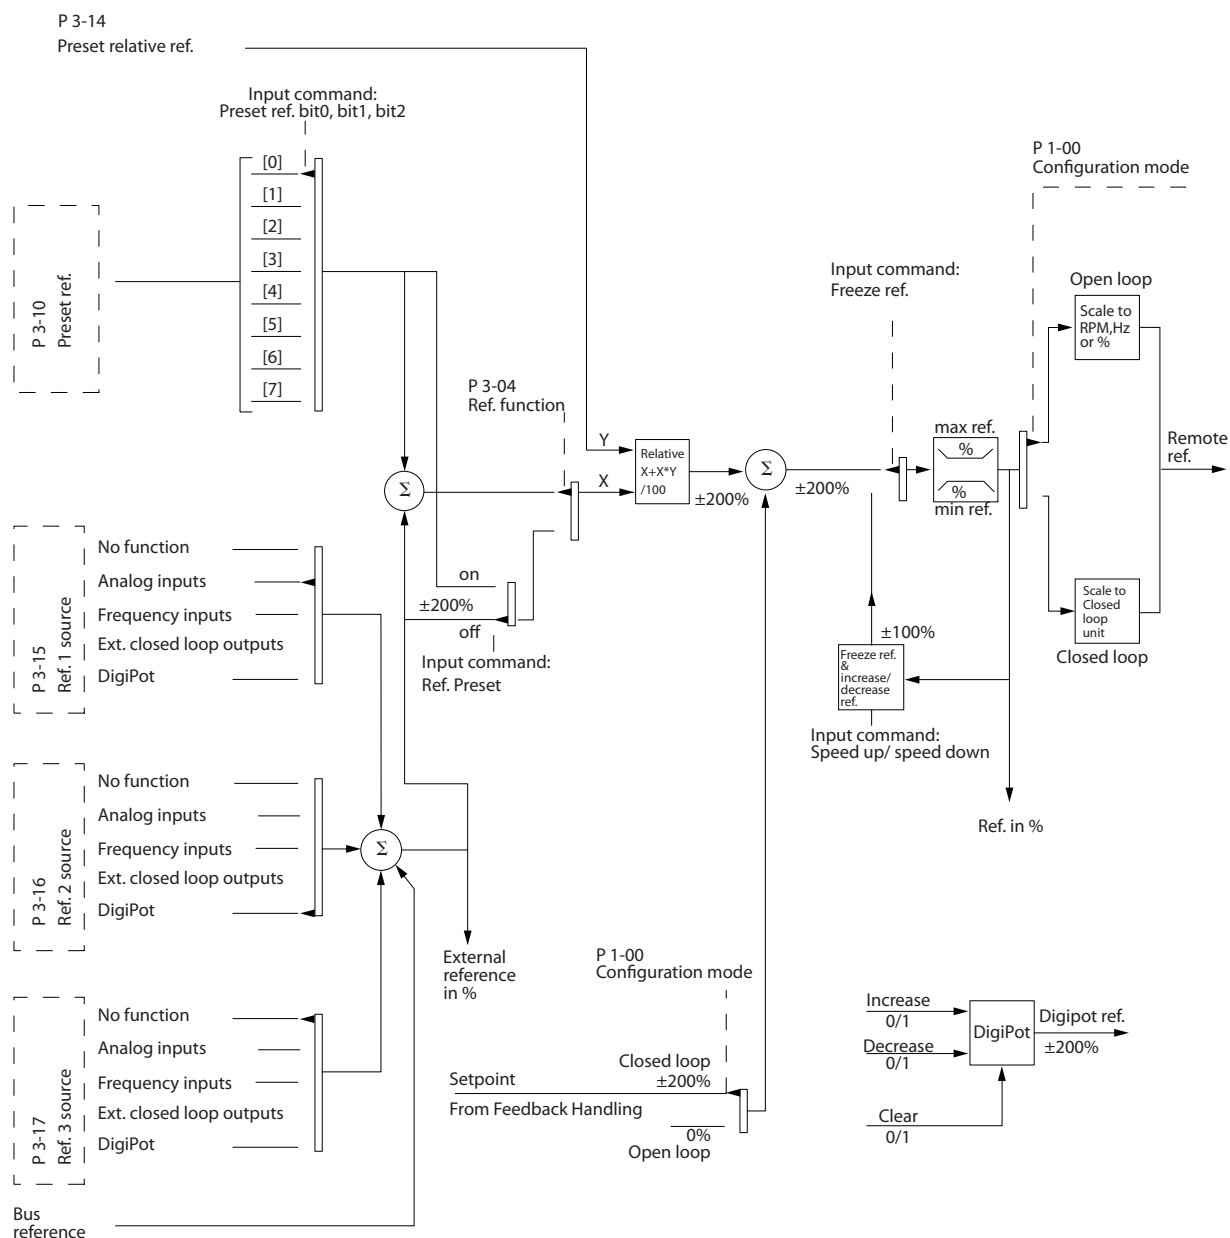 P 3-14
Preset relative ref.
Input command:
Preset ref. bit0, bit1, bit2
[0]
[1]
[2]
[3]
[4]
[5]
[6]
[7]
P 3-10
Preset ref.
P 1-00
Configuration mode
Input command:
Freeze ref.
Open loop
Scale to
RPM,Hz
or %
P 3-04
Ref. function
Y
X
Relative
X+X*Y
/100
±200%
Σ
±200%
max ref.
%
%
min ref.
Remote
ref.
Σ
on
±200%
off
Input command:
Ref. Preset
P 3-15
Ref. 1 source
No function
Analog inputs
Frequency inputs
Ext. closed loop outputs
DigiPot
±100%
Freeze ref.
&
increase/
decrease
ref.
Input command:
Speed up/ speed down
Scale to
Closed
loop
unit
Closed loop
Ref. in %
P 3-16
Ref. 2 source
No function
Analog inputs
Frequency inputs
Ext. closed loop outputs
DigiPot
Σ
External
reference
in %
P 1-00
Configuration mode
Closed loop
±200%
Setpoint
From Feedback Handling
0%
Open loop
Increase
0/1
Decrease
0/1
Clear
0/1
DigiPot
Digipot ref.
±200%
P 3-17
Ref. 3 source
No function
Analog inputs
Frequency inputs
Ext. closed loop outputs
DigiPot
Bus
reference